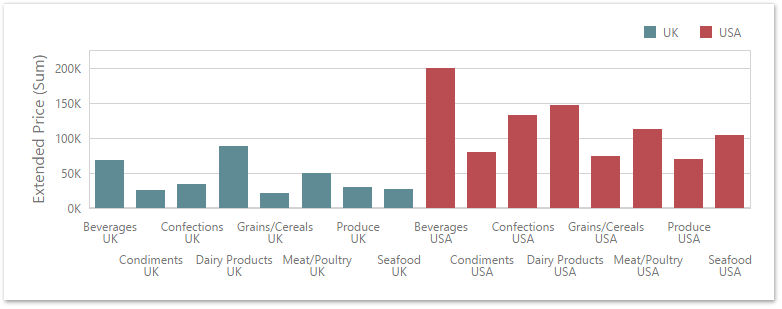 UK
USA
Extended Price (Sum)
200K
150K
100K
50K
0K
Beverages
UK
Condiments
UK
Confections
UK
Dairy Products
UK
Grains/Cereals
UK
Meat/Poultry
UK
Produce
UK
Seafood
UK
Beverages
USA
Condiments
USA
Confections
USA
Dairy Products
USA
Grains/Cereals
USA
Meat/Poultry
USA
Produce
USA
Seafood
USA